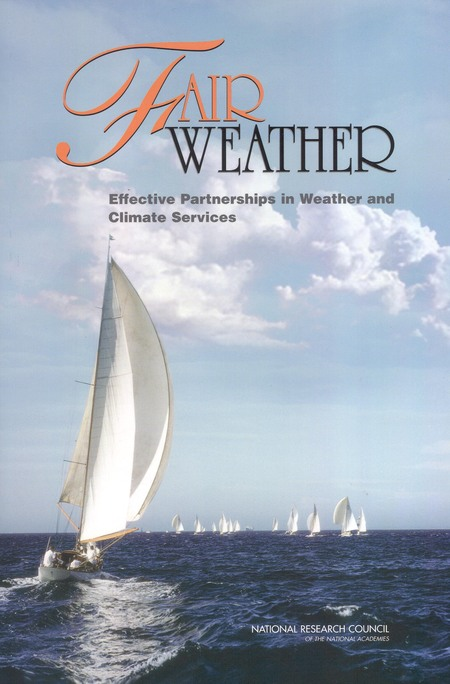 FAIR
WEATHER
Effective Partnerships in Weather and
Climate Services
NATIONAL RESEARCH COUNCIL
OF THE NATIONAL ACADEMIES